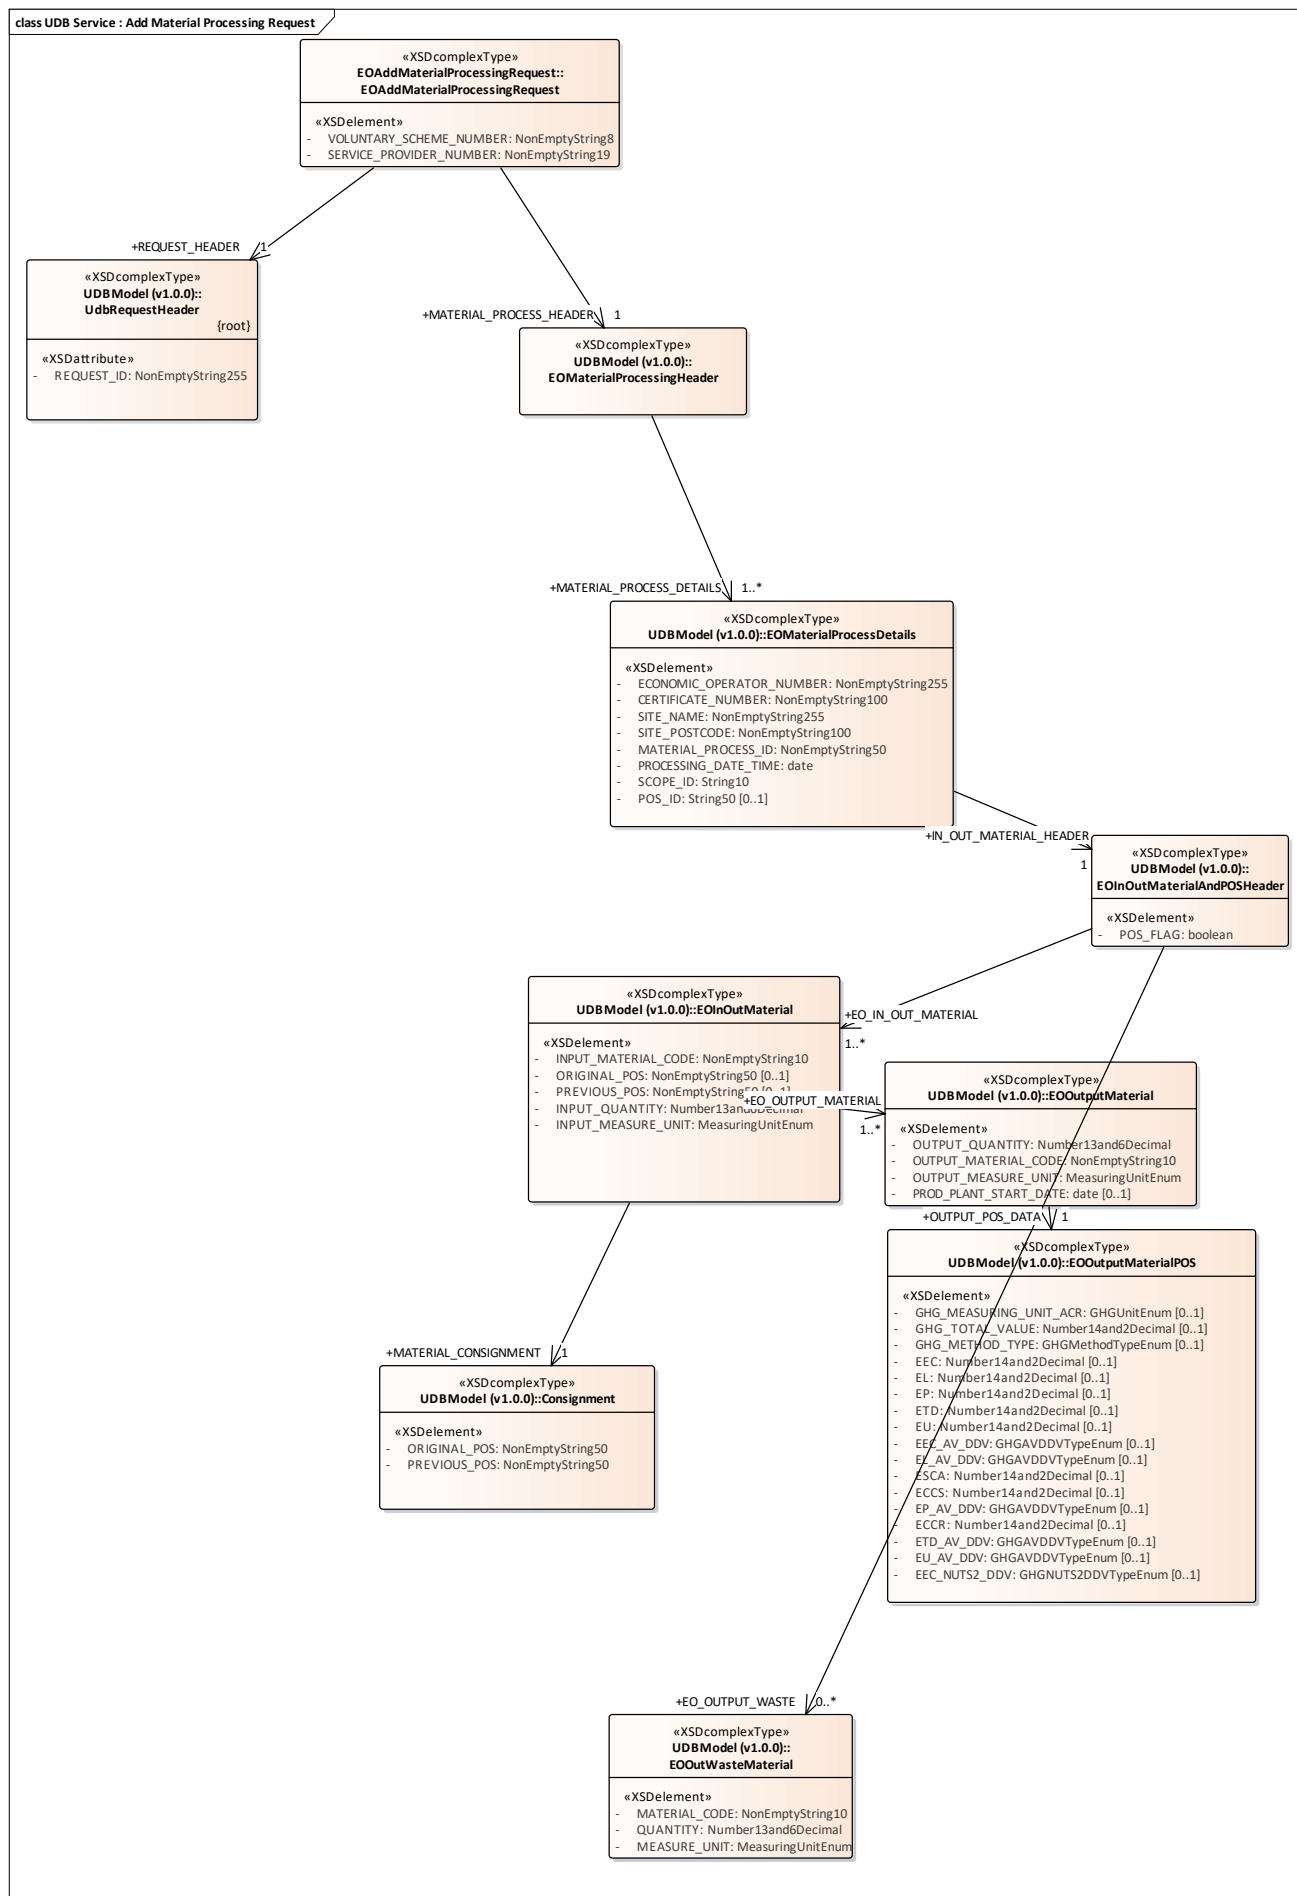 class UDB Service : Add Material Processing Request
«XSDcomplexType»
EOAddMaterialProcessingRequest::
EOAddMaterialProcessingRequest
«XSDelement»
- VOLUNTARY_SCHEME_NUMBER: NonEmptyString8
- SERVICE_PROVIDER_NUMBER: NonEmptyString19
+REQUEST_HEADER 1
«XSDcomplexType»
UDBModel (v1.0.0)::
UdbRequestHeader
{root}
«XSDattribute»
- REQUEST_ID: NonEmptyString255
+MATERIAL_PROCESS_HEADER 1
«XSDcomplexType»
UDBModel (v1.0.0)::
EOMaterialProcessingHeader
+MATERIAL_PROCESS_DETAILS 1..*
«XSDcomplexType»
UDBModel (v1.0.0)::EOMaterialProcessDetails
«XSDelement»
- ECONOMIC_OPERATOR_NUMBER: NonEmptyString255
- CERTIFICATE_NUMBER: NonEmptyString100
- SITE_NAME: NonEmptyString255
- SITE_POSTCODE: NonEmptyString100
- MATERIAL_PROCESS_ID: NonEmptyString50
- PROCESSING_DATE_TIME: date
- SCOPE_ID: String10
- POS_ID: String50 [0..1]
+IN_OUT_MATERIAL_HEADER
1
«XSDcomplexType»
UDBModel (v1.0.0)::
EOInOutMaterialAndPOSHeader
«XSDelement»
- POS_FLAG: boolean
+EO_IN_OUT_MATERIAL
1..*
«XSDcomplexType»
UDBModel (v1.0.0)::EOInOutMaterial
«XSDelement»
- INPUT_MATERIAL_CODE: NonEmptyString10
- ORIGINAL_POS: NonEmptyString50 [0..1]
- PREVIOUS_POS: NonEmptyString50 [0..1]
- INPUT_QUANTITY: Number13and6Decimal
- INPUT_MEASURE_UNIT: MeasuringUnitEnum
+EO_OUTPUT_MATERIAL
1..*
«XSDcomplexType»
UDBModel (v1.0.0)::EOOutputMaterial
«XSDelement»
- OUTPUT_QUANTITY: Number13and6Decimal
- OUTPUT_MATERIAL_CODE: NonEmptyString10
- OUTPUT_MEASURE_UNIT: MeasuringUnitEnum
- PROD_PLANT_START_DATE: date [0..1]
+OUTPUT_POS_DATA 1
«XSDcomplexType»
UDBModel (v1.0.0)::EOOutputMaterialPOS
«XSDelement»
- GHG_MEASURING_UNIT_ACR: GHGUnitEnum [0..1]
- GHG_TOTAL_VALUE: Number14and2Decimal [0..1]
- GHG_METHOD_TYPE: GHGMethodTypeEnum [0..1]
- EEC: Number14and2Decimal [0..1]
- EL: Number14and2Decimal [0..1]
- EP: Number14and2Decimal [0..1]
- ETD: Number14and2Decimal [0..1]
- EU: Number14and2Decimal [0..1]
- EEC_AV_DDV: GHGAVDDVTypeEnum [0..1]
- EL_AV_DDV: GHGAVDDVTypeEnum [0..1]
- ESCA: Number14and2Decimal [0..1]
- ECCS: Number14and2Decimal [0..1]
- EP_AV_DDV: GHGAVDDVTypeEnum [0..1]
- ECCR: Number14and2Decimal [0..1]
- ETD_AV_DDV: GHGAVDDVTypeEnum [0..1]
- EU_AV_DDV: GHGAVDDVTypeEnum [0..1]
- EEC_NUTS2_DDV: GHGNUTS2DDVTypeEnum [0..1]
+MATERIAL_CONSIGNMENT 1
«XSDcomplexType»
UDBModel (v1.0.0)::Consignment
«XSDelement»
- ORIGINAL_POS: NonEmptyString50
- PREVIOUS_POS: NonEmptyString50
+EO_OUTPUT_WASTE 0..*
«XSDcomplexType»
UDBModel (v1.0.0)::
EOOutWasteMaterial
«XSDelement»
- MATERIAL_CODE: NonEmptyString10
- QUANTITY: Number13and6Decimal
- MEASURE_UNIT: MeasuringUnitEnum